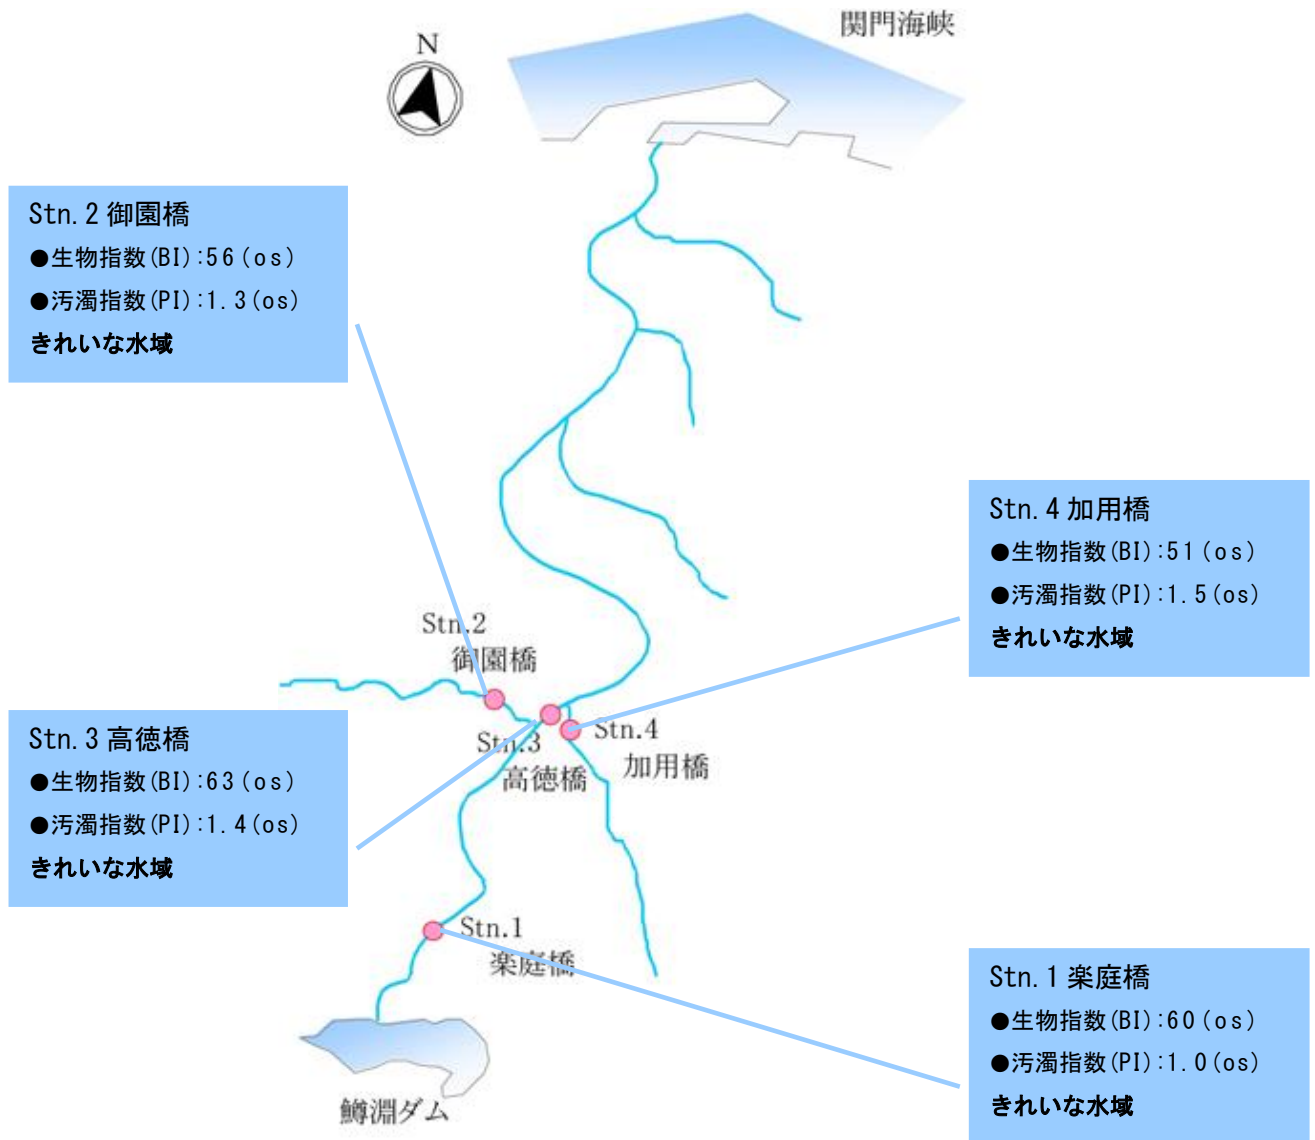 関門海峡
N
Stn. 2 御園橋
●生物指数(BI):56(os)
●汚濁指数(PI):1.3(os)
きれいな水域
Stn. 4 加用橋
●生物指数(BI):51(os)
●汚濁指数(PI):1.5(os)
きれいな水域
Stn.2
御園橋
Stn. 3 高徳橋
●生物指数(BI):63(os)
●汚濁指数(PI):1.4(os)
きれいな水域
Stn.3
高徳橋
Stn.4
加用橋
Stn.1
楽庭橋
Stn. 1 楽庭橋
●生物指数(BI):60(os)
●汚濁指数(PI):1.0(os)
きれいな水域
鱒淵ダム